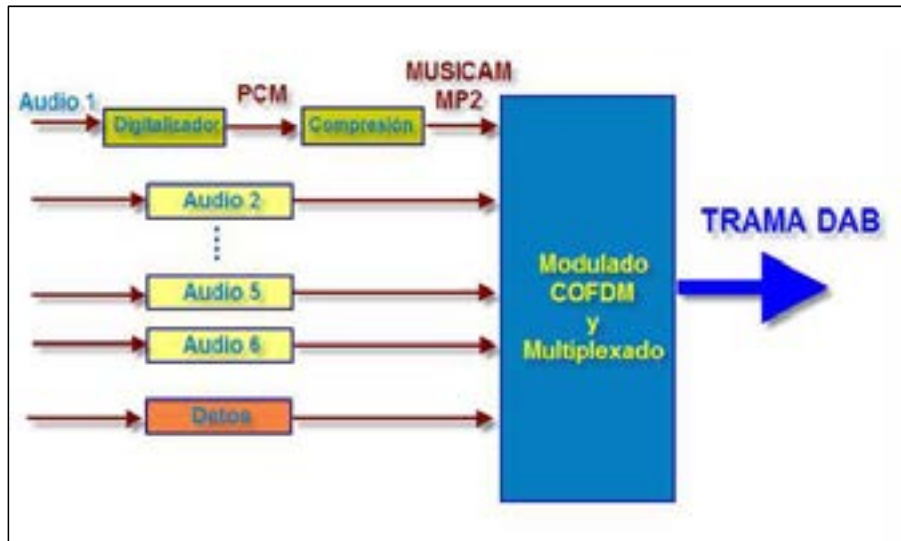 Audio 1
Digitalizador
PCM
Compresión
MUSICAM
MP2
Audio 2
Audio 5
Audio 6
Datos
Modulado
COFDM
y
Multiplexado
TRAMA DAB